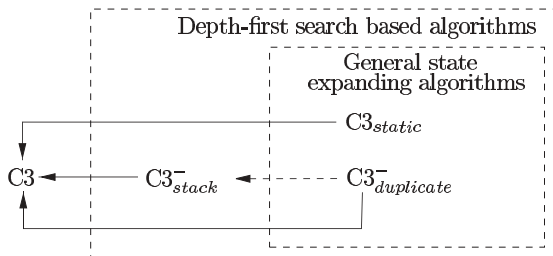 Depth-first search based algorithms
General state
expanding algorithms
C3static
C3 C3⁻stack C3⁻duplicate